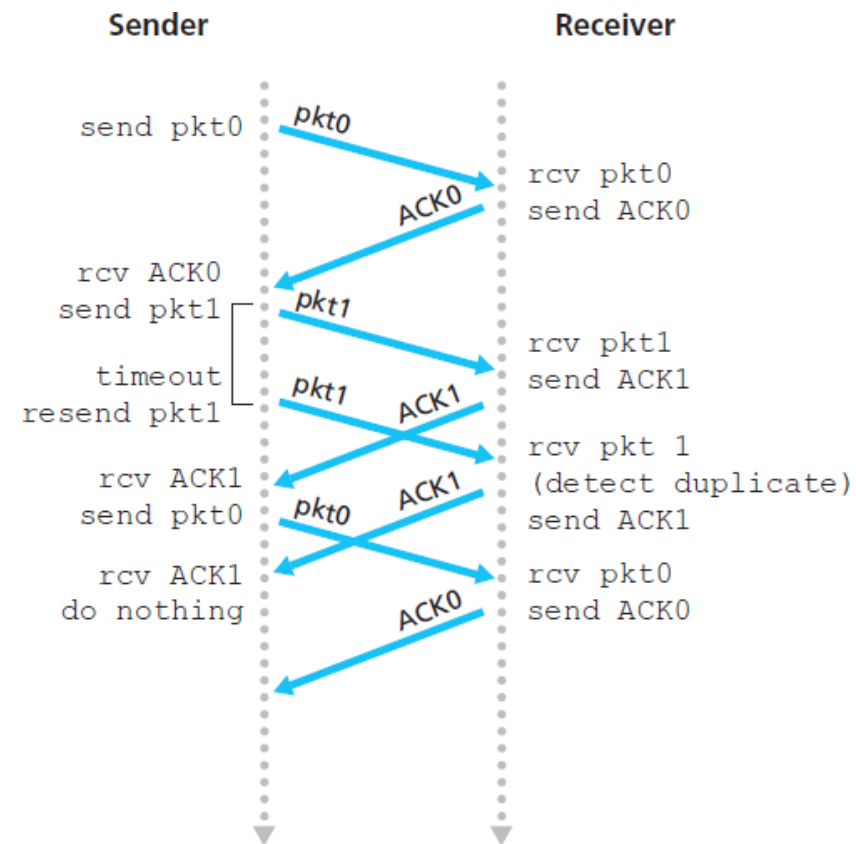 Sender
Receiver
send pkt0
pkt0
rcv pkt0
send ACK0
ACK0
rcv ACK0
send pkt1
pkt1
rcv pkt1
send ACK1
timeout
resend pkt1
pkt1
ACK1
rcv pkt 1
(detect duplicate)
send ACK1
rcv ACK1
send pkt0
ACK1
pkt0
rcv ACK1
do nothing
rcv pkt0
send ACK0
ACK0